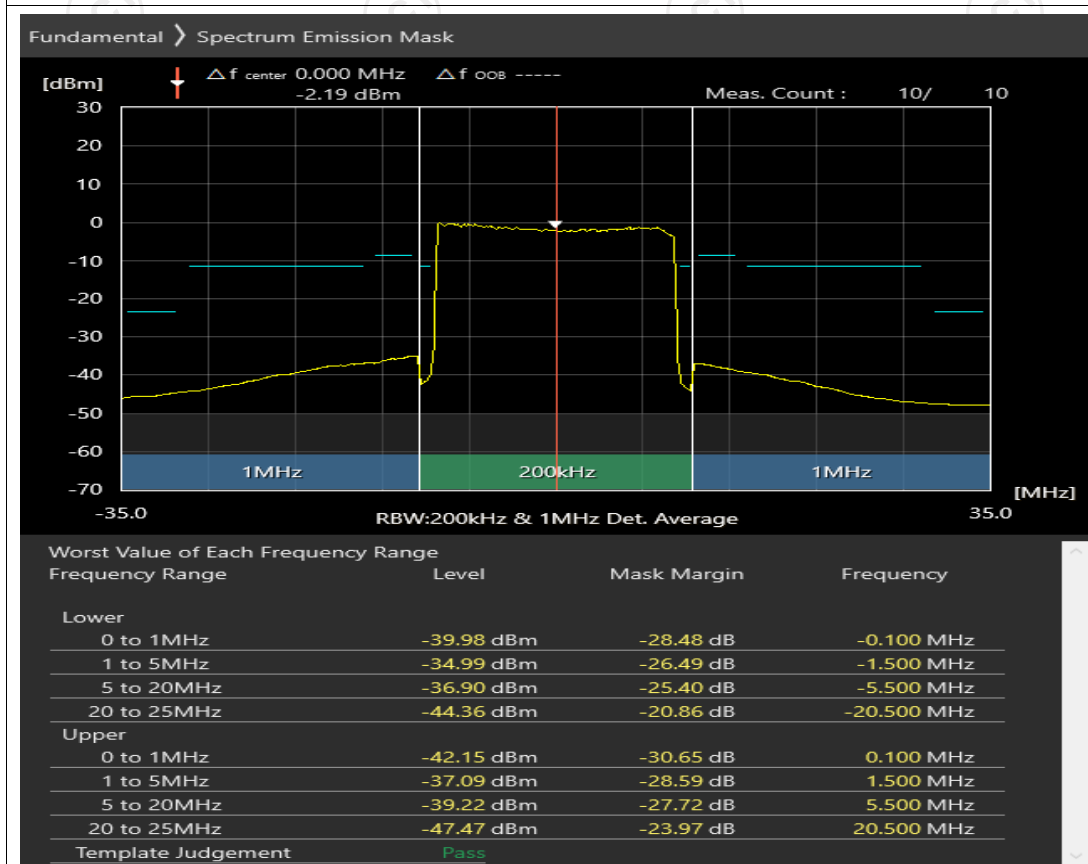 Fundamental ❯ Spectrum Emission Mask
[dBm] △f center 0.000 MHz △f OOB -----
-2.19 dBm Meas. Count : 10/ 10
30
20
10
0
-10
-20
-30
-40
-50
-60
1MHz 200kHz 1MHz
-70
[MHz]
-35.0 RBW:200kHz & 1MHz Det. Average 35.0
Worst Value of Each Frequency Range
Frequency Range Level Mask Margin Frequency
Lower
0 to 1MHz -39.98 dBm -28.48 dB -0.100 MHz
1 to 5MHz -34.99 dBm -26.49 dB -1.500 MHz
5 to 20MHz -36.90 dBm -25.40 dB -5.500 MHz
20 to 25MHz -44.36 dBm -20.86 dB -20.500 MHz
Upper
0 to 1MHz -42.15 dBm -30.65 dB 0.100 MHz
1 to 5MHz -37.09 dBm -28.59 dB 1.500 MHz
5 to 20MHz -39.22 dBm -27.72 dB 5.500 MHz
20 to 25MHz -47.47 dBm -23.97 dB 20.500 MHz
Template Judgement Pass